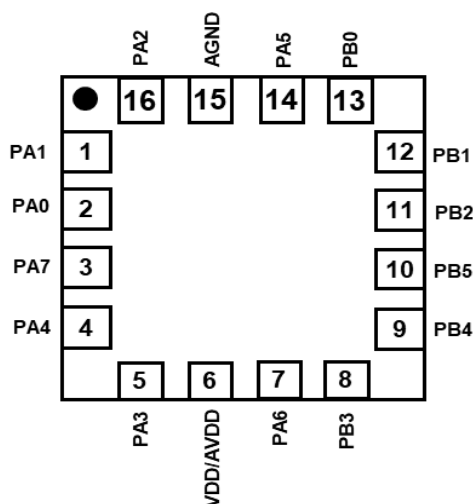 PA2 AGND PA5 PB0
16 15 14 13
PA1 1 12 PB1
PA0 2 11 PB2
PA7 3 10 PB5
PA4 4 9 PB4
5 6 7 8
PA3 VDD/AVDD PA6 PB3